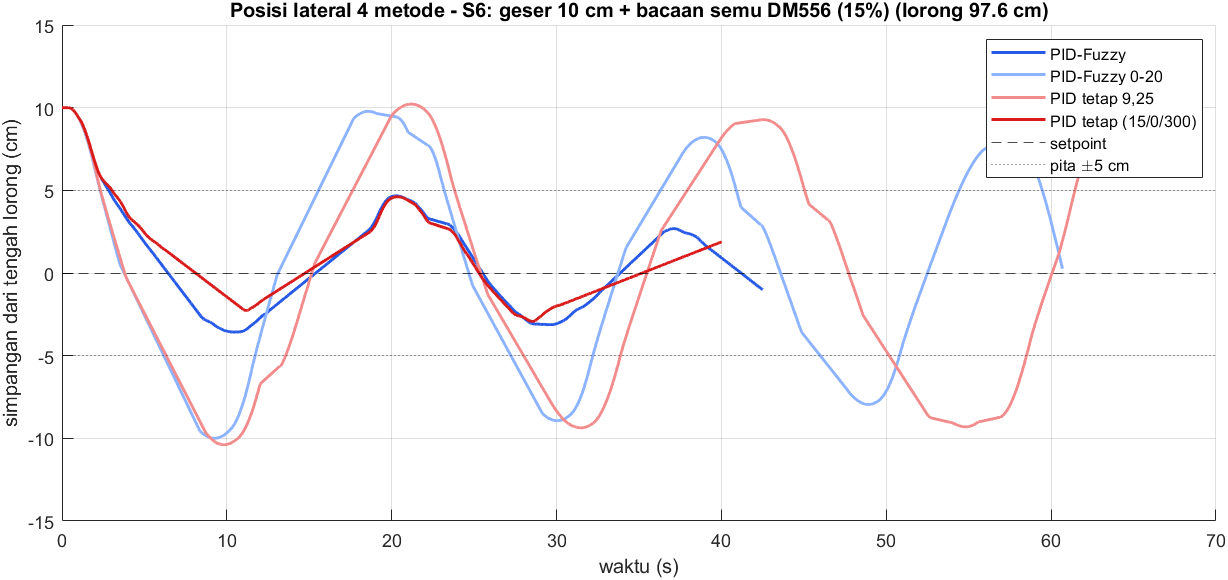 Posisi lateral 4 metode - S6: geser 10 cm + bacaan semu DM556 (15%) (lorong 97.6 cm)
PID-Fuzzy
PID-Fuzzy 0-20
PID tetap 9,25
PID tetap (15/0/300)
setpoint
pita ±5 cm
simpangan dari tengah lorong (cm)
15
10
5
0
-5
-10
-15
0 10 20 30 40 50 60 70
waktu (s)